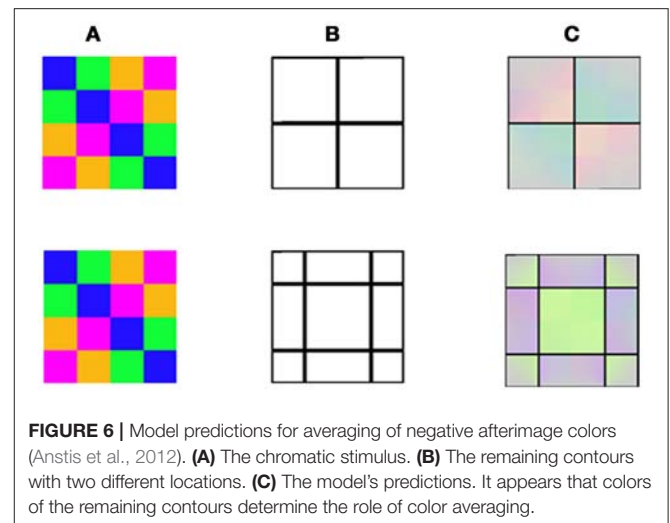 A B C
FIGURE 6 | Model predictions for averaging of negative afterimage colors
(Anstis et al., 2012). (A) The chromatic stimulus. (B) The remaining contours
with two different locations. (C) The model's predictions. It appears that colors
of the remaining contours determine the role of color averaging.